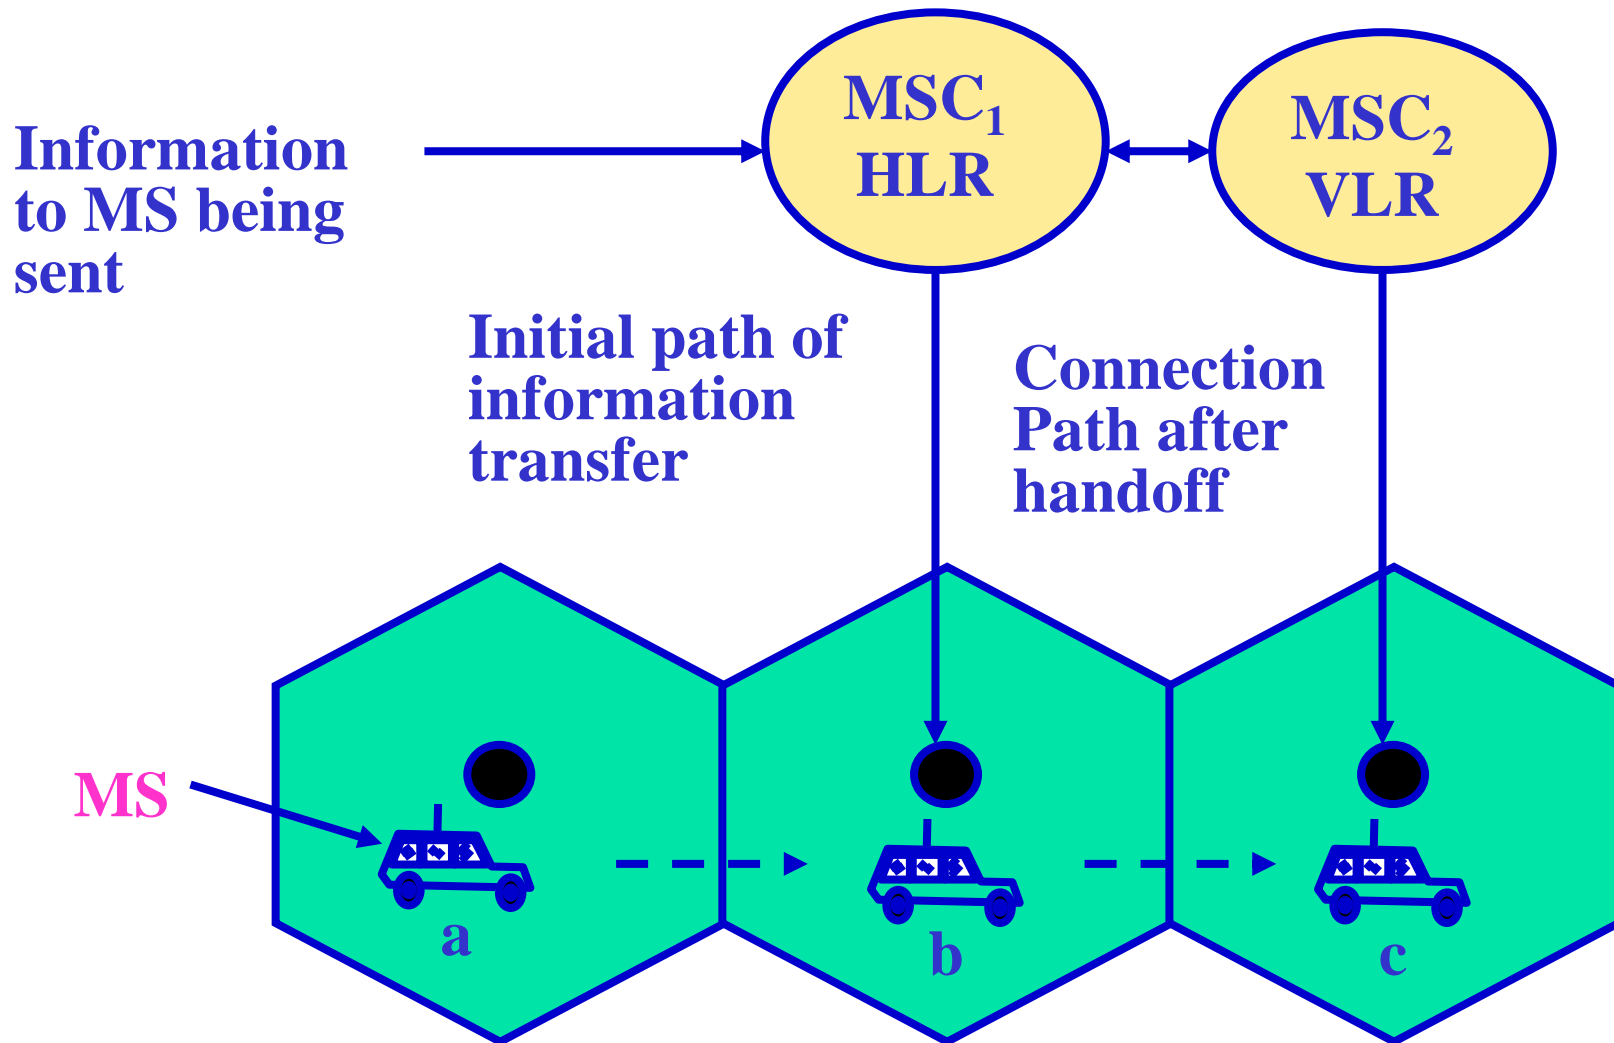 Information
to MS being
sent
MSC₁
HLR
MSC₂
VLR
Initial path of
information
transfer
Connection
Path after
handoff
MS
a
b
c